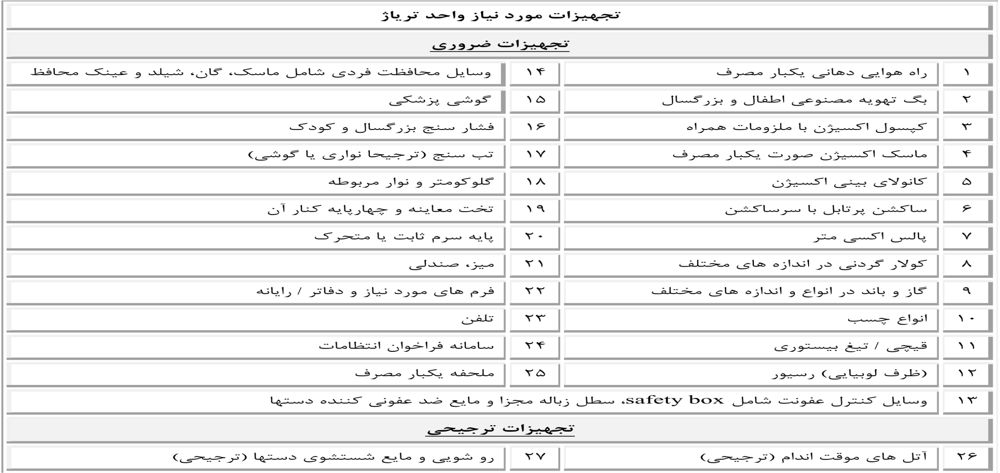 تجهیزات مورد نیاز واحد تریاژ
تجهیزات ضروری
۱ راه هوایی دهانی یکبار مصرف ۱۴ وسایل محافظت فردی شامل ماسک، گان، شیلد و عینک محافظ
۲ بگ تهویه مصنوعی اطفال و بزرگسال ۱۵ گوشی پزشکی
۳ کپسول اکسیژن با ملزومات همراه ۱۶ فشار سنج بزرگسال و کودک
۴ ماسک اکسیژن صورت یکبار مصرف ۱۷ تب سنج (ترجیحا نواری یا گوشی)
۵ کانولای بینی اکسیژن ۱۸ گلوکومتر و نوار مربوطه
۶ ساکشن پرتابل با سرساکشن ۱۹ تخت معاینه و چهارپایه کنار آن
۷ پالس اکسی متر ۲۰ پایه سرم ثابت یا متحرک
۸ کولار گردنی در اندازه های مختلف ۲۱ میز، صندلی
۹ گاز و باند در انواع و اندازه های مختلف ۲۲ فرم های مورد نیاز و دفاتر / رایانه
۱۰ انواع چسب ۲۳ تلفن
۱۱ قیچی / تیغ بیستوری ۲۴ سامانه فراخوان انتظامات
۱۲ (ظرف لوبیایی) رسیور ۲۵ ملحفه یکبار مصرف
۱۳ وسایل کنترل عفونت شامل safety box، سطل زباله مجزا و مایع ضد عفونی کننده دستها
تجهیزات ترجیحی
۲۶ آتل های موقت اندام (ترجیحی) ۲۷ رو شویی و مایع شستشوی دستها (ترجیحی)